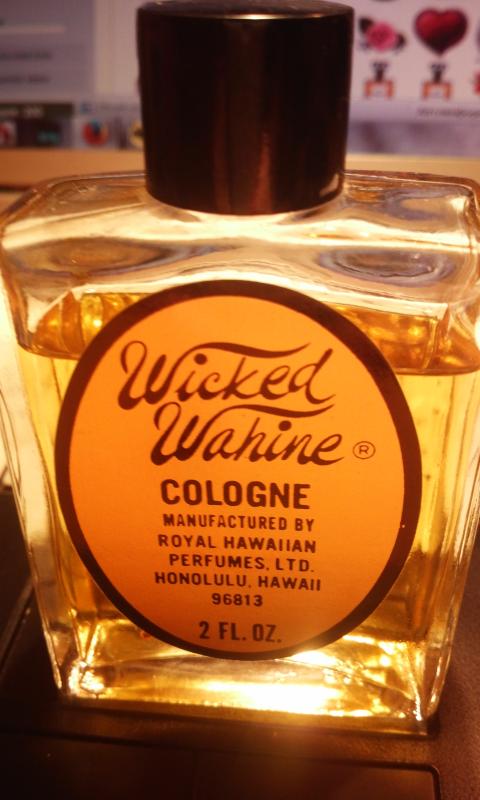 Wicked
Wahine ®
COLOGNE
MANUFACTURED BY
ROYAL HAWAIIAN
PERFUMES, LTD.
HONOLULU, HAWAII
96813
2 FL. OZ.